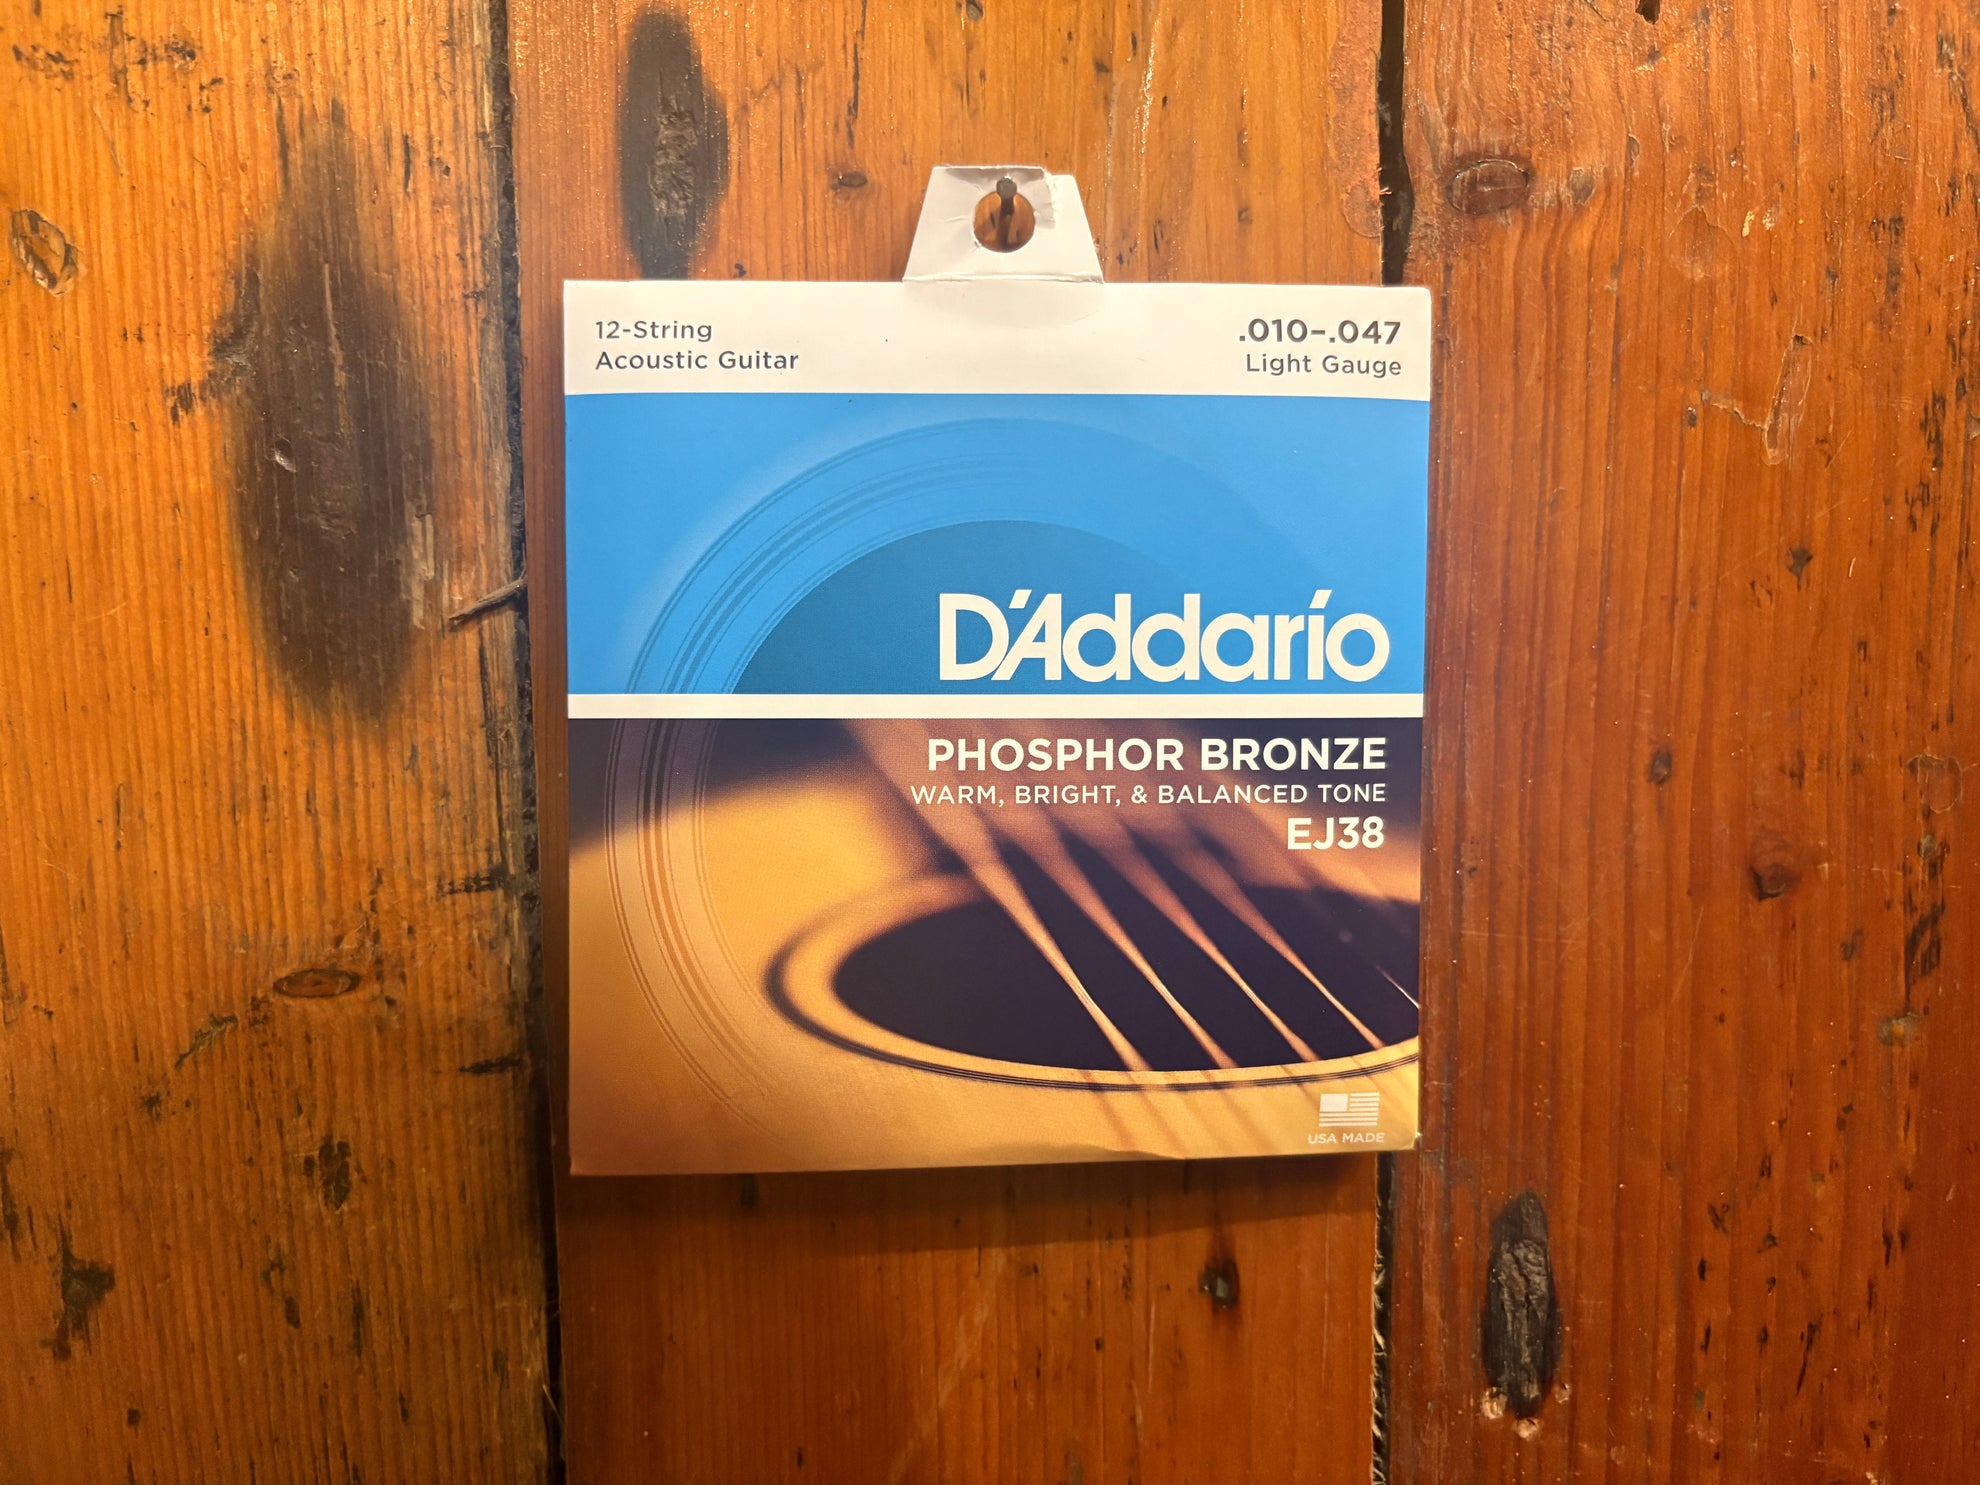 12-String
Acoustic Guitar
.010–.047
Light Gauge
D'Addario
PHOSPHOR BRONZE
WARM, BRIGHT, & BALANCED TONE
EJ38
USA MADE